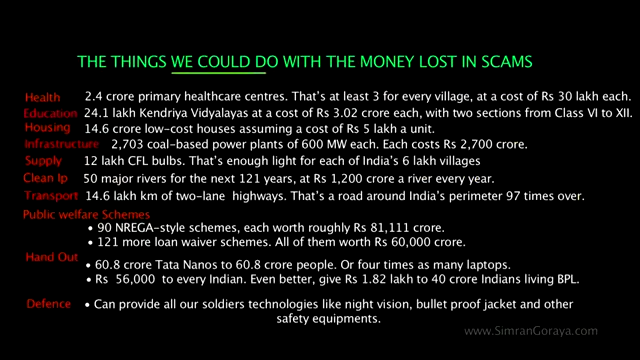 THE THINGS WE COULD DO WITH THE MONEY LOST IN SCAMS
Health 2.4 crore primary healthcare centres. That's at least 3 for every village, at a cost of Rs 30 lakh each.
Education 24.1 lakh Kendriya Vidyalayas at a cost of Rs 3.02 crore each, with two sections from Class VI to XII.
Housing 14.6 crore low-cost houses assuming a cost of Rs 5 lakh a unit.
Infrastructure 2,703 coal-based power plants of 600 MW each. Each costs Rs 2,700 crore.
Supply 12 lakh CFL bulbs. That's enough light for each of India's 6 lakh villages
Clean Ip 50 major rivers for the next 121 years, at Rs 1,200 crore a river every year.
Transport 14.6 lakh km of two-lane highways. That's a road around India's perimeter 97 times over.
Public welfare Schemes
• 90 NREGA-style schemes, each worth roughly Rs 81,111 crore.
• 121 more loan waiver schemes. All of them worth Rs 60,000 crore.
Hand Out
• 60.8 crore Tata Nanos to 60.8 crore people. Or four times as many laptops.
• Rs 56,000 to every Indian. Even better, give Rs 1.82 lakh to 40 crore Indians living BPL.
Defence • Can provide all our soldiers technologies like night vision, bullet proof jacket and other
safety equipments.
www.SimranGoraya.com